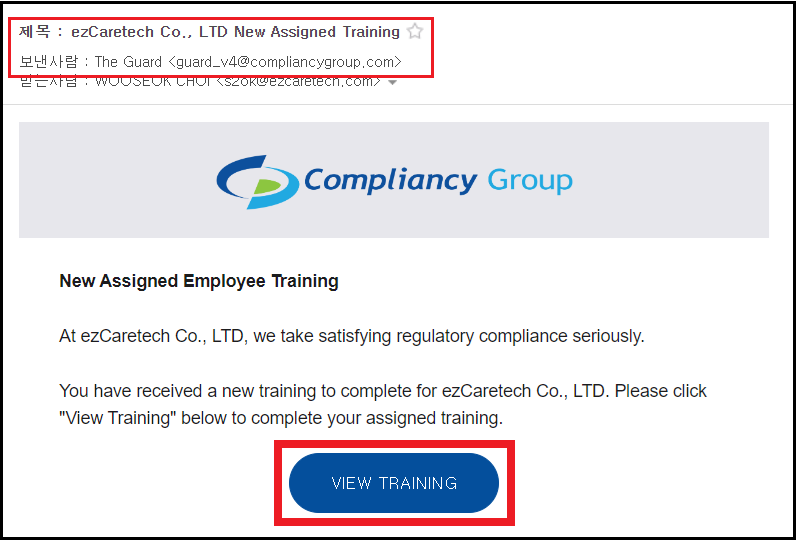 제목 : ezCaretech Co., LTD New Assigned Training
보낸사람 : The Guard <guard_v4@compliancygroup.com>
받는사람 : WOOSEOK CHOI <s2ok@ezcaretech.com>
Compliancy Group
New Assigned Employee Training
At ezCaretech Co., LTD, we take satisfying regulatory compliance seriously.
You have received a new training to complete for ezCaretech Co., LTD. Please click
"View Training" below to complete your assigned training.
VIEW TRAINING